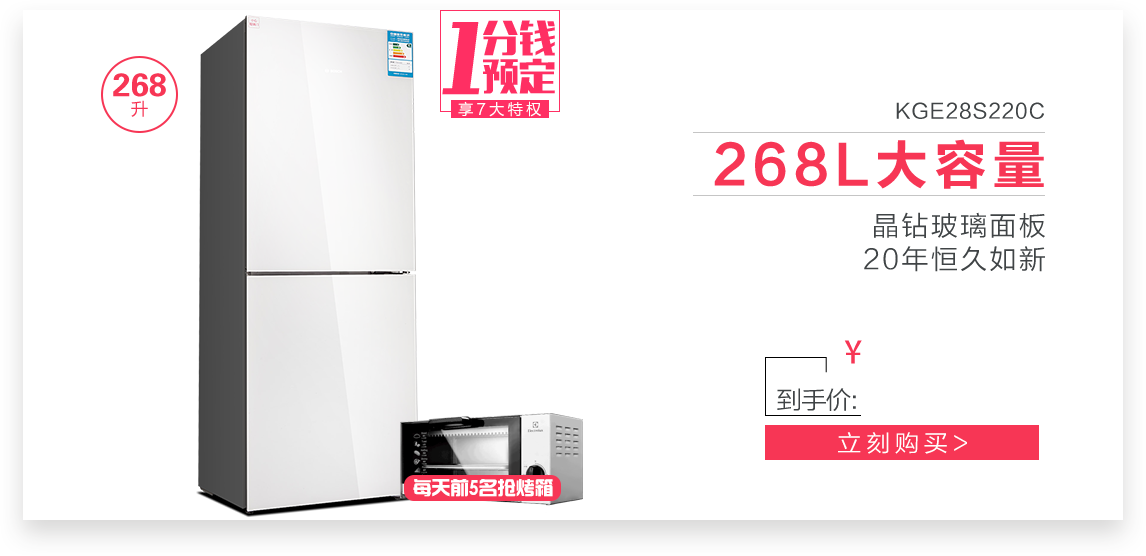 268
升
1分钱
预定
享7大特权
KGE28S220C
268L大容量
晶钻玻璃面板
20年恒久如新
¥
到手价:
立刻购买>
Electrolux
每天前5名抢烤箱